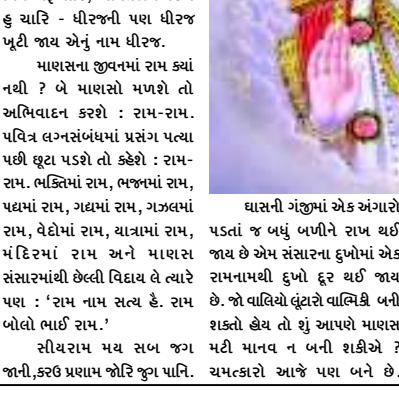 હુ ચારિ - ધીરજની પણ ધીરજ
ખૂટી જાય એનું નામ ધીરજ.
માણસના જીવનમાં રામ ક્યાં
નથી ? બે માણસો મળશે તો
અભિવાદન કરશે : રામ-રામ.
પવિત્ર લગ્નસંબંધમાં પ્રસંગ પત્યા
પછી છૂટા પડશે તો કહેશે : રામ-
રામ. ભક્તિમાં રામ, ભજનમાં રામ,
પદ્યમાં રામ, ગદ્યમાં રામ, ગઝલમાં
રામ, વેદોમાં રામ, યાત્રામાં રામ,
મંદિરમાં રામ અને માણસ
સંસારમાંથી છેલ્લી વિદાય લે ત્યારે
પણ : ‘રામ નામ સત્ય હૈ. રામ
બોલો ભાઈ રામ.’
સીયરામ મય સબ જગ
જાની,કરઉ પ્રણામ જોરિ જુગ પાનિ.
ઘાસની ગંજીમાં એક અંગારો
પડતાં જ બધું બળીને રાખ થઈ
જાય છે એમ સંસારના દુખોમાં એક
રામનામથી દુખો દૂર થઈ જાય
છે. જો વાલિયો લૂંટારો વાલ્મિકી બની
શક્તો હોય તો શું આપણે માણસ
મટી માનવ ન બની શકીએ ?
ચમત્કારો આજે પણ બને છે.